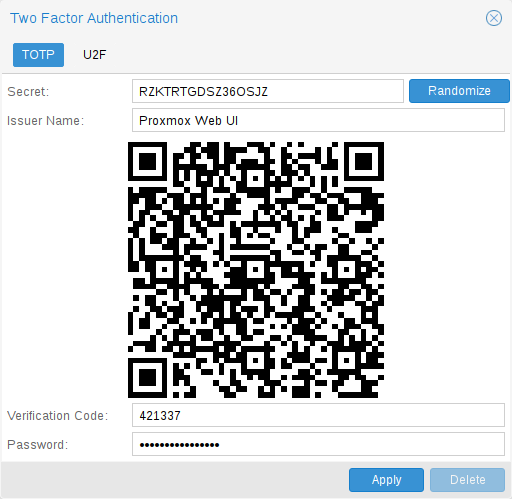 Two Factor Authentication
TOTP U2F
Secret: RZKTRTGDSZ36OSJZ Randomize
Issuer Name: Proxmox Web UI
Verification Code: 421337
Password: ••••••••••••••••
Apply Delete